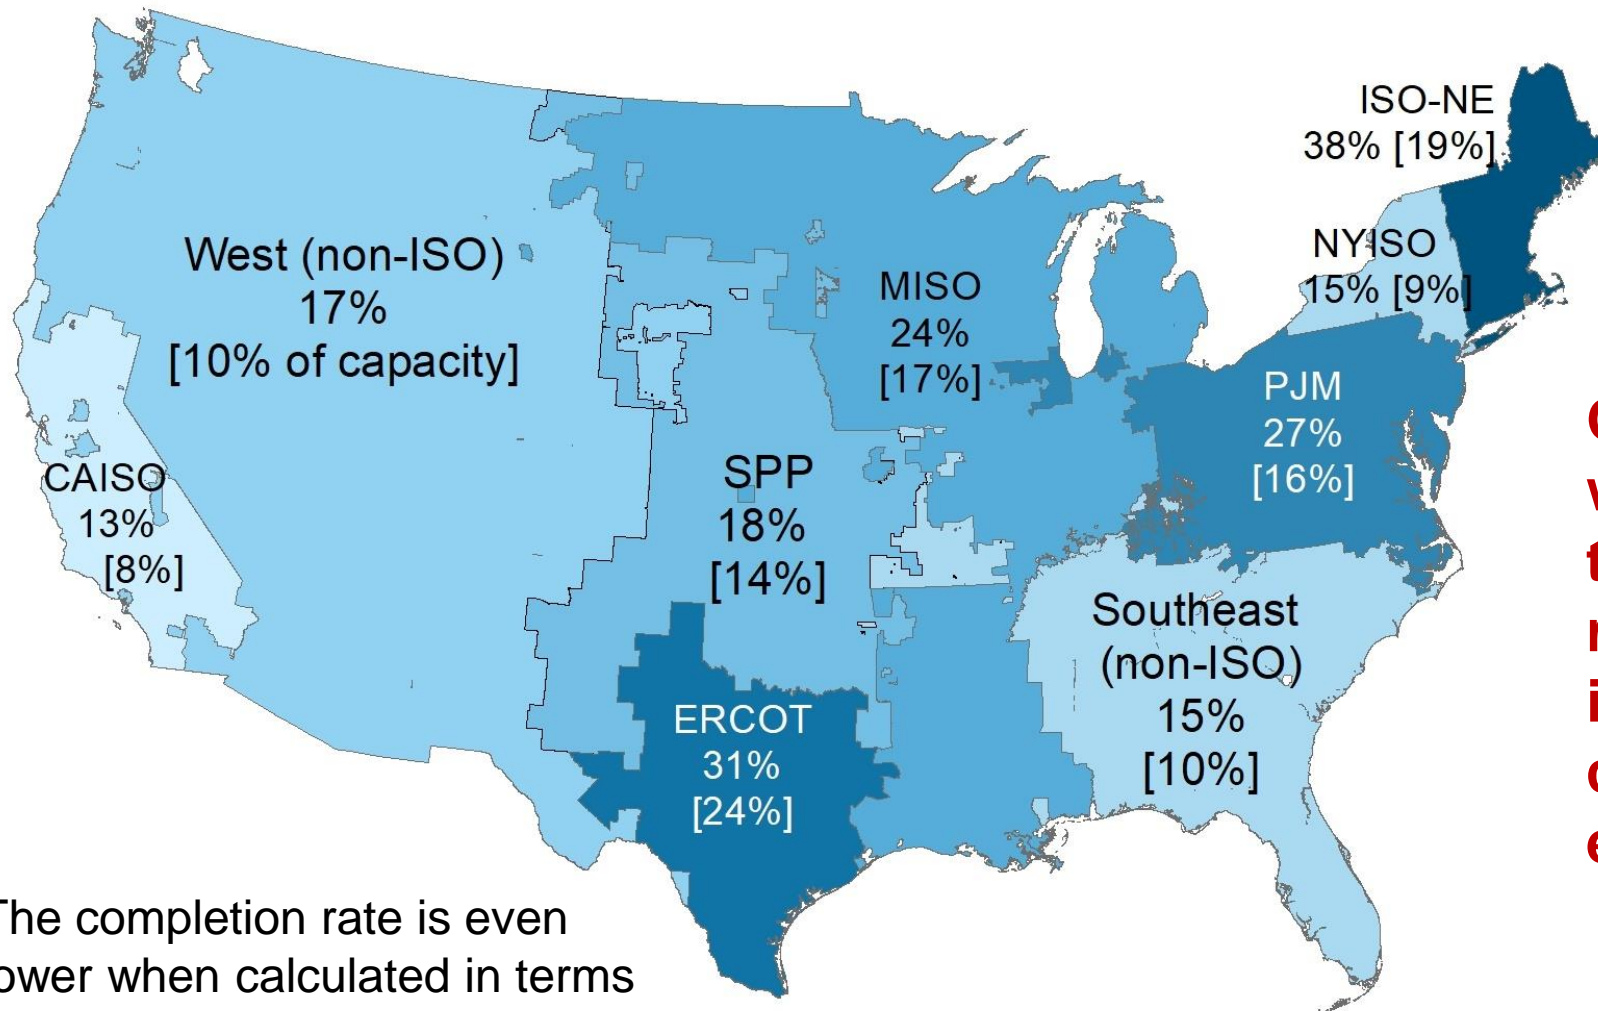 ISO-NE
38% [19%]
NYISO
15% [9%]
West (non-ISO)
17%
[10% of capacity]
MISO
24%
[17%]
PJM
27%
[16%]
CAISO
13%
[8%]
SPP
18%
[14%]
Southeast
(non-ISO)
15%
[10%]
ERCOT
31%
[24%]
The completion rate is even
lower when calculated in terms